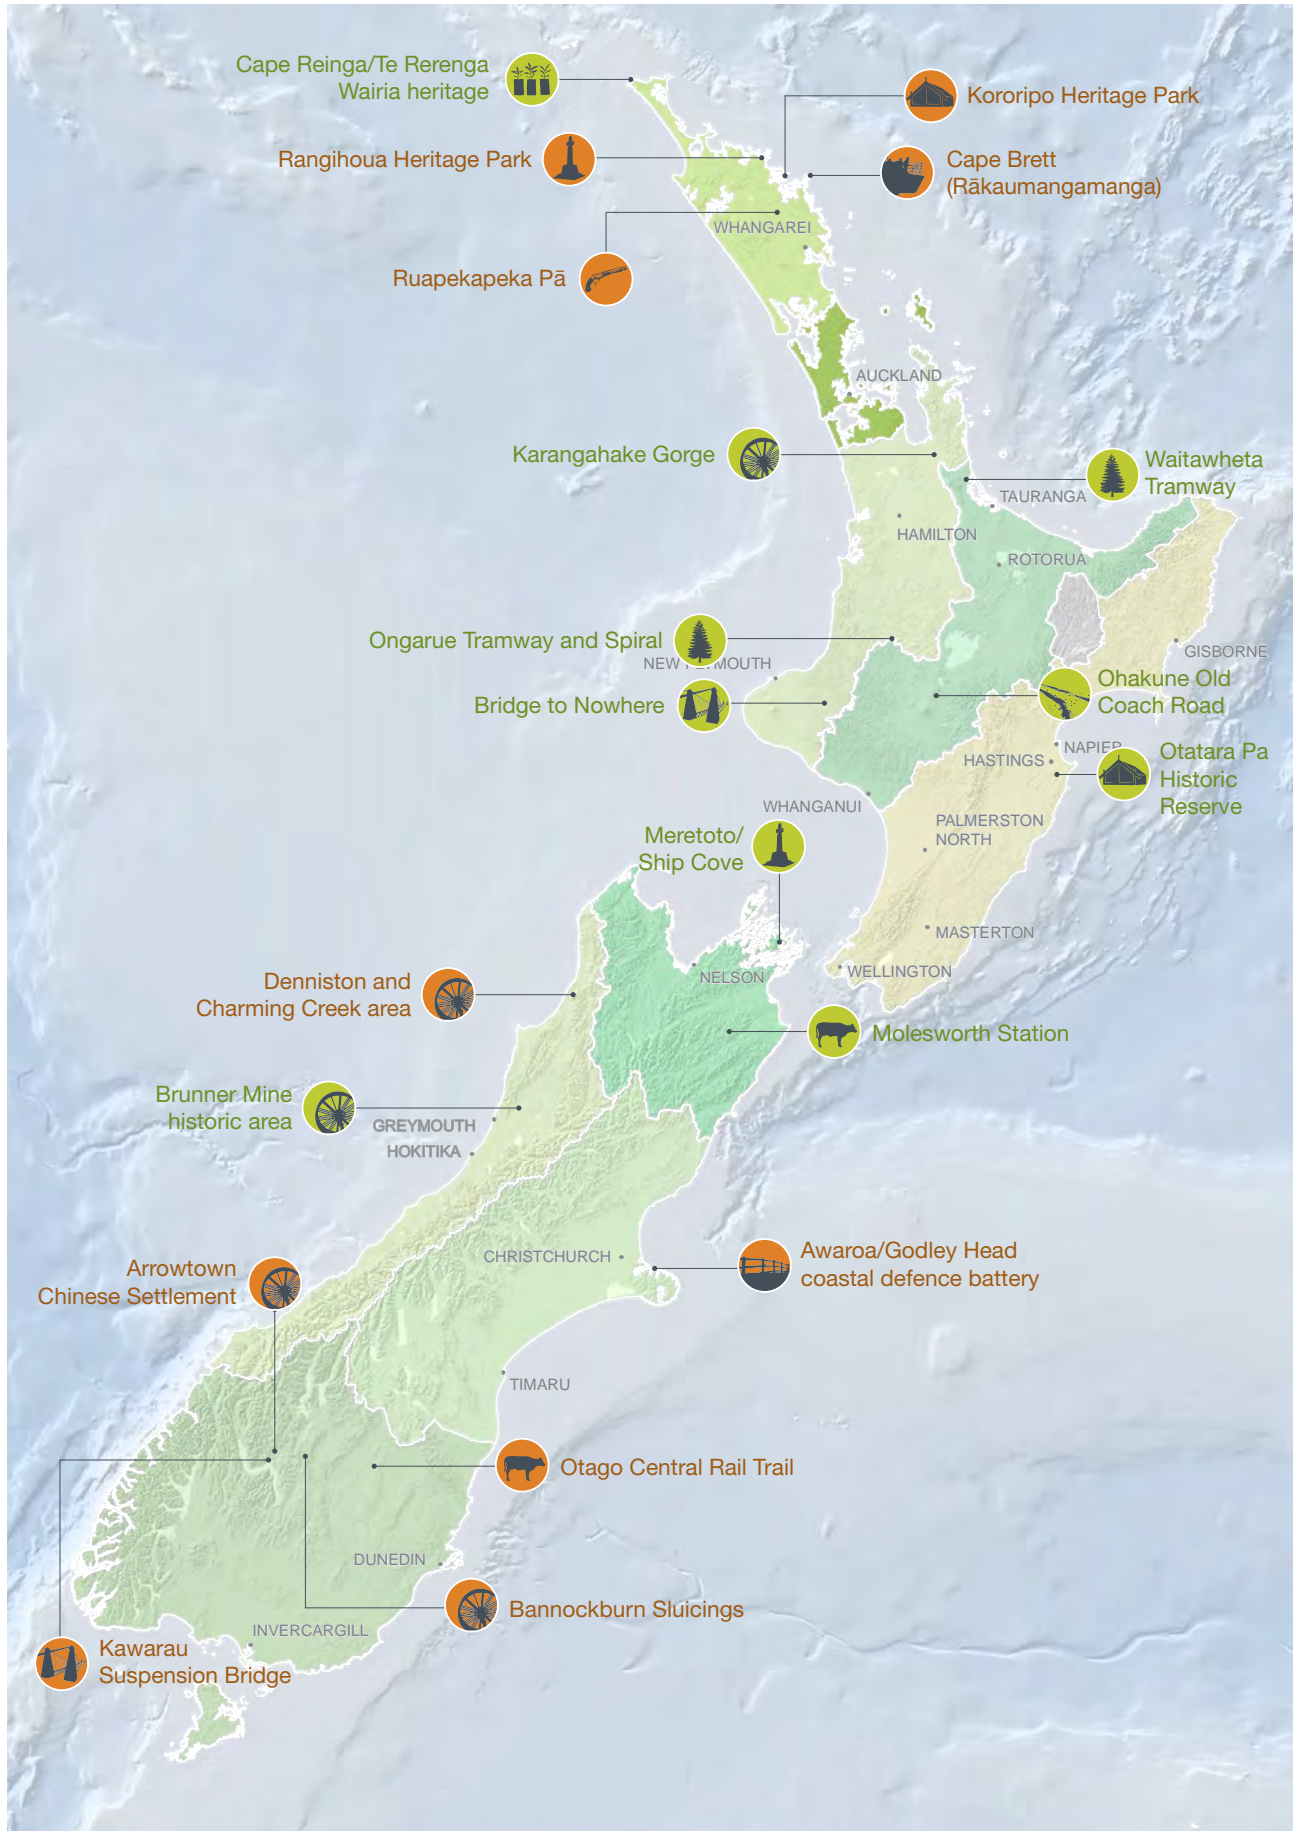 Cape Reinga/Te Rerenga
Wairia heritage
Kororipo Heritage Park
Rangihoua Heritage Park
Cape Brett
(Rākaumangamanga)
WHANGAREI
Ruapekapeka Pā
AUCKLAND
Karangahake Gorge
Waitawheta
Tramway
TAURANGA
HAMILTON
ROTORUA
Ongarue Tramway and Spiral
NEW PLYMOUTH
GISBORNE
Bridge to Nowhere
Ohakune Old
Coach Road
NAPIER
HASTINGS
Otatara Pa
Historic
Reserve
WHANGANUI
PALMERSTON
NORTH
Meretoto/
Ship Cove
MASTERTON
WELLINGTON
NELSON
Denniston and
Charming Creek area
Molesworth Station
Brunner Mine
historic area
GREYMOUTH
HOKITIKA
CHRISTCHURCH
Awaroa/Godley Head
coastal defence battery
Arrowtown
Chinese Settlement
TIMARU
Otago Central Rail Trail
DUNEDIN
Bannockburn Sluicings
INVERCARGILL
Kawarau
Suspension Bridge